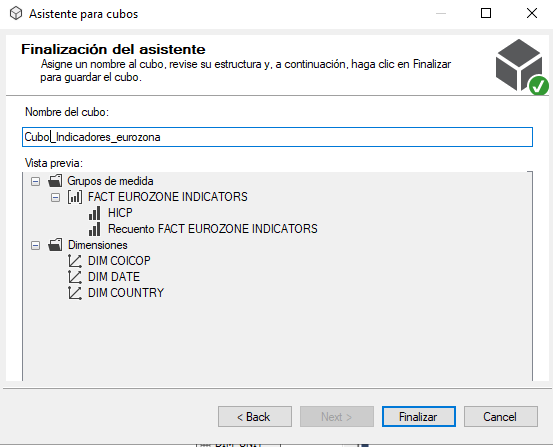 Asistente para cubos
Finalización del asistente
Asigne un nombre al cubo, revise su estructura y, a continuación, haga clic en Finalizar
para guardar el cubo.
Nombre del cubo:
Cubo_Indicadores_eurozona
Vista previa:
Grupos de medida
FACT EUROZONE INDICATORS
HICP
Recuento FACT EUROZONE INDICATORS
Dimensiones
DIM COICOP
DIM DATE
DIM COUNTRY
< Back
Next >
Finalizar
Cancel